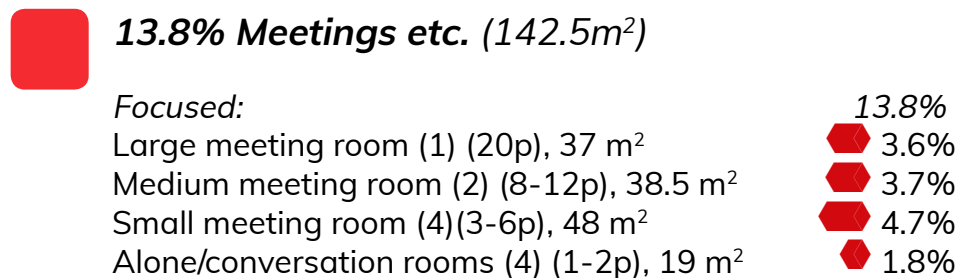 13.8% Meetings etc. (142.5m²)
Focused: 13.8%
Large meeting room (1) (20p), 37 m² 3.6%
Medium meeting room (2) (8-12p), 38.5 m² 3.7%
Small meeting room (4)(3-6p), 48 m² 4.7%
Alone/conversation rooms (4) (1-2p), 19 m² 1.8%